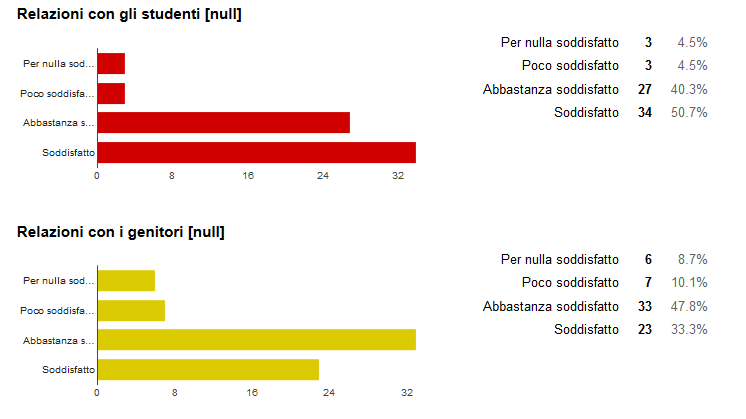 Relazioni con gli studenti [null]
Per nulla sod...
Poco soddisfa...
Abbastanza s...
Soddisfatto
0 8 16 24 32
Per nulla soddisfatto 3 4.5%
Poco soddisfatto 3 4.5%
Abbastanza soddisfatto 27 40.3%
Soddisfatto 34 50.7%
Relazioni con i genitori [null]
Per nulla sod...
Poco soddisfa...
Abbastanza s...
Soddisfatto
0 8 16 24 32
Per nulla soddisfatto 6 8.7%
Poco soddisfatto 7 10.1%
Abbastanza soddisfatto 33 47.8%
Soddisfatto 23 33.3%